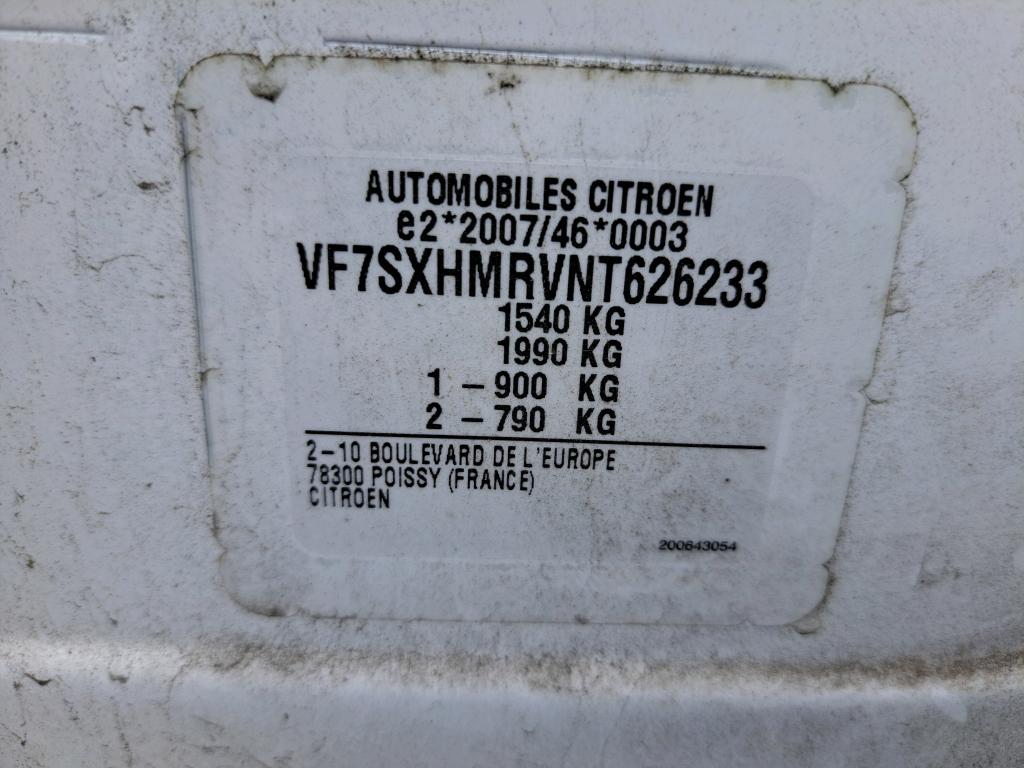 AUTOMOBILES CITROEN
e2*2007/46*0003
VF7SXHMRVNT626233
1540 KG
1990 KG
1 – 900 KG
2 – 790 KG
2–10 BOULEVARD DE L'EUROPE
78300 POISSY (FRANCE)
CITROEN
200643054